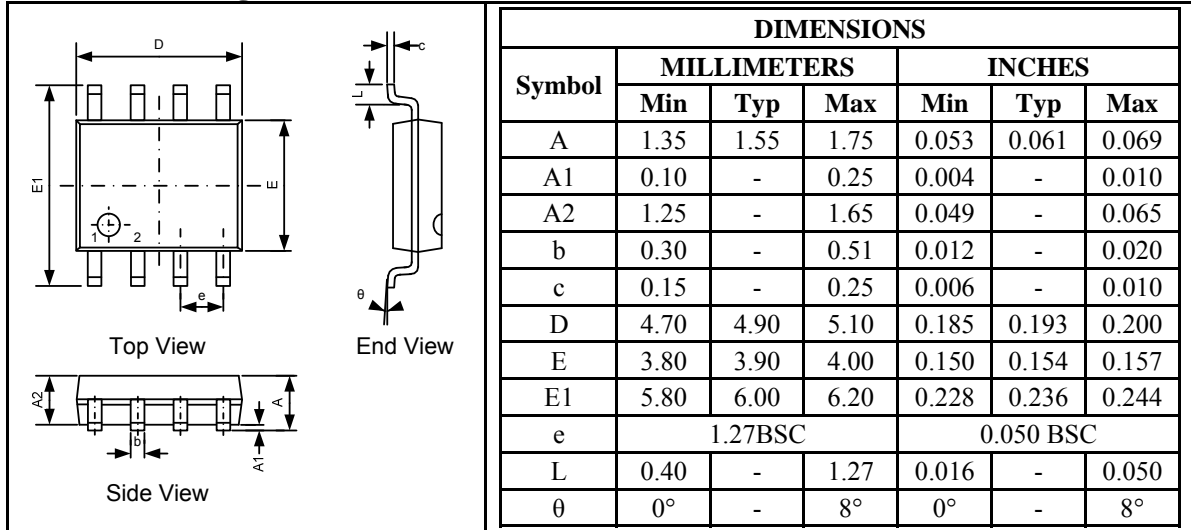 D
c
L
E1
E
1 2
e
θ
Top View
End View
A2
A
b
A1
Side View
DIMENSIONS
Symbol MILLIMETERS INCHES
Min Typ Max Min Typ Max
A 1.35 1.55 1.75 0.053 0.061 0.069
A1 0.10 - 0.25 0.004 - 0.010
A2 1.25 - 1.65 0.049 - 0.065
b 0.30 - 0.51 0.012 - 0.020
c 0.15 - 0.25 0.006 - 0.010
D 4.70 4.90 5.10 0.185 0.193 0.200
E 3.80 3.90 4.00 0.150 0.154 0.157
E1 5.80 6.00 6.20 0.228 0.236 0.244
e 1.27BSC 0.050 BSC
L 0.40 - 1.27 0.016 - 0.050
θ 0° - 8° 0° - 8°